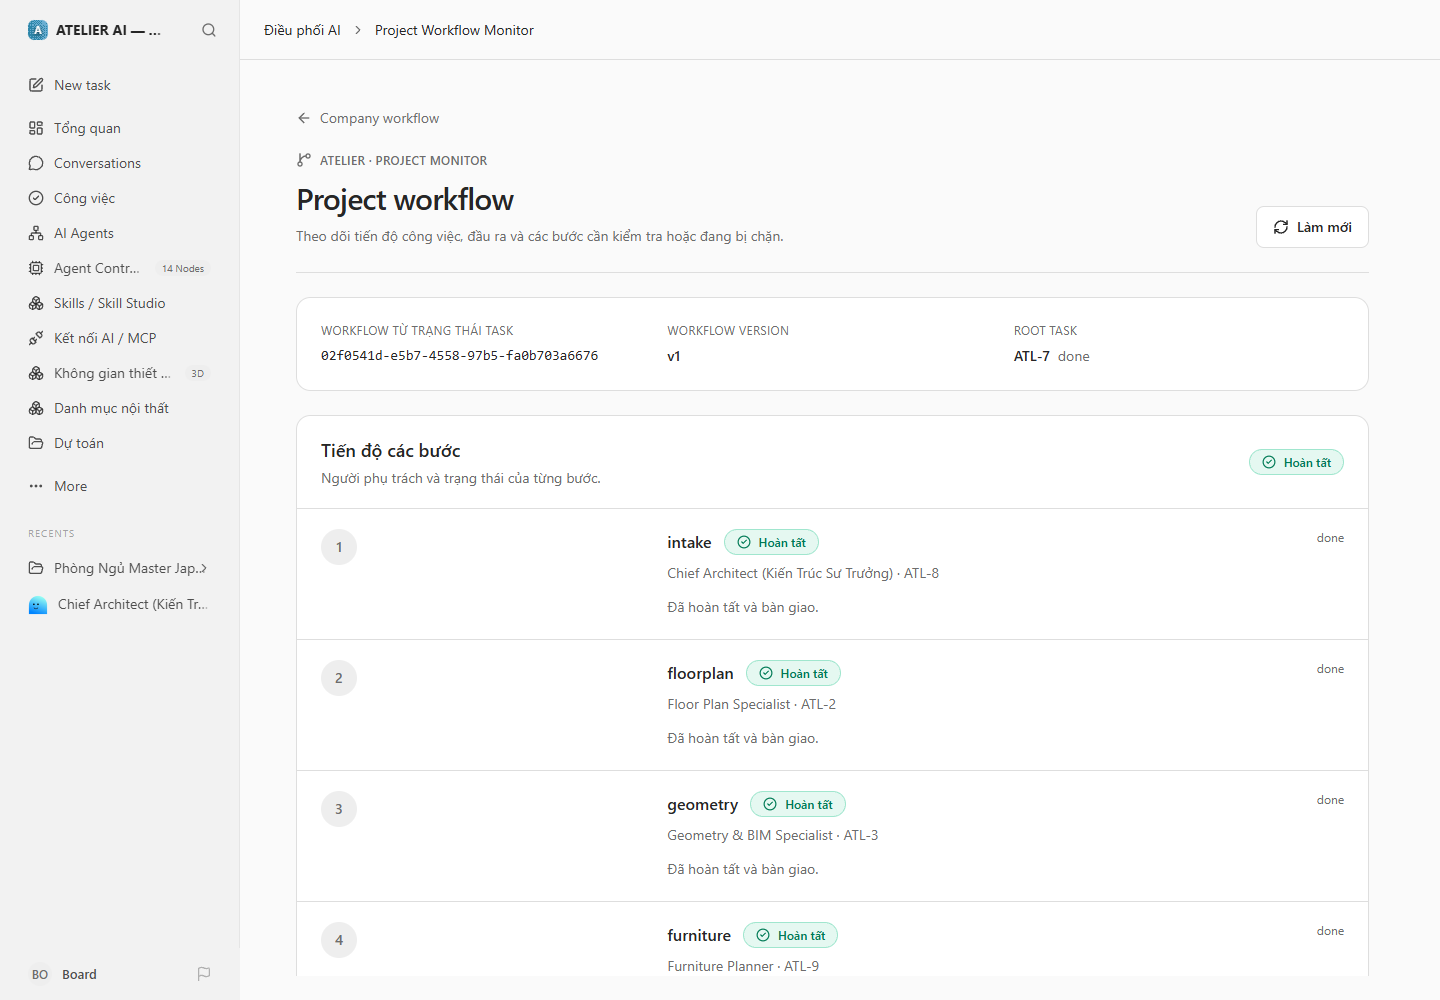 A ATELIER AI — ...
New task
Tổng quan
Conversations
Công việc
AI Agents
Agent Contr... 14 Nodes
Skills / Skill Studio
Kết nối AI / MCP
Không gian thiết ... 3D
Danh mục nội thất
Dự toán
More
RECENTS
Phòng Ngủ Master Jap...
Chief Architect (Kiến Tr...
BO Board
Điều phối AI > Project Workflow Monitor
← Company workflow
ATELIER · PROJECT MONITOR
Project workflow
Theo dõi tiến độ công việc, đầu ra và các bước cần kiểm tra hoặc đang bị chặn.
Làm mới
WORKFLOW TỪ TRẠNG THÁI TASK
02f0541d-e5b7-4558-97b5-fa0b703a6676
WORKFLOW VERSION
v1
ROOT TASK
ATL-7 done
Tiến độ các bước
Người phụ trách và trạng thái của từng bước.
Hoàn tất
1
intake Hoàn tất
done
Chief Architect (Kiến Trúc Sư Trưởng) · ATL-8
Đã hoàn tất và bàn giao.
2
floorplan Hoàn tất
done
Floor Plan Specialist · ATL-2
Đã hoàn tất và bàn giao.
3
geometry Hoàn tất
done
Geometry & BIM Specialist · ATL-3
Đã hoàn tất và bàn giao.
4
furniture Hoàn tất
done
Furniture Planner · ATL-9